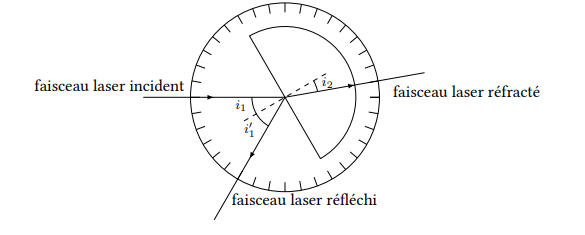 faisceau laser incident
i₂
faisceau laser réfracté
i₁
i′₁
faisceau laser réfléchi